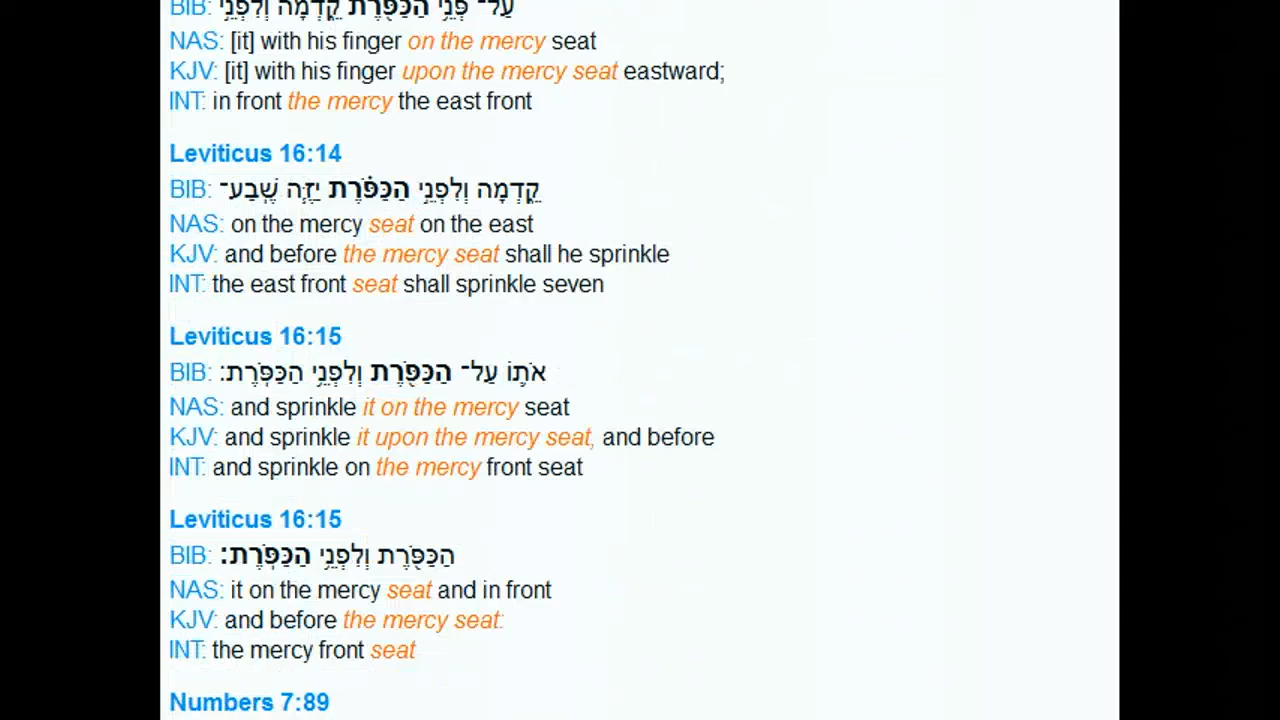 BIB: עַל־ פְּנֵ֥י הַכַּפֹּ֖רֶת קֵ֑דְמָה וְלִפְנֵ֣י
NAS: [it] with his finger on the mercy seat
KJV: [it] with his finger upon the mercy seat eastward;
INT: in front the mercy the east front
Leviticus 16:14
BIB: קֵ֑דְמָה וְלִפְנֵ֣י הַכַּפֹּ֗רֶת יַזֶּ֧ה שֶֽׁבַע־
NAS: on the mercy seat on the east
KJV: and before the mercy seat shall he sprinkle
INT: the east front seat shall sprinkle seven
Leviticus 16:15
BIB: אֹת֛וֹ עַל־ הַכַּפֹּ֖רֶת וְלִפְנֵ֥י הַכַּפֹּֽרֶת׃
NAS: and sprinkle it on the mercy seat
KJV: and sprinkle it upon the mercy seat, and before
INT: and sprinkle on the mercy front seat
Leviticus 16:15
BIB: הַכַּפֹּ֖רֶת וְלִפְנֵ֥י הַכַּפֹּֽרֶת׃
NAS: it on the mercy seat and in front
KJV: and before the mercy seat:
INT: the mercy front seat
Numbers 7:89